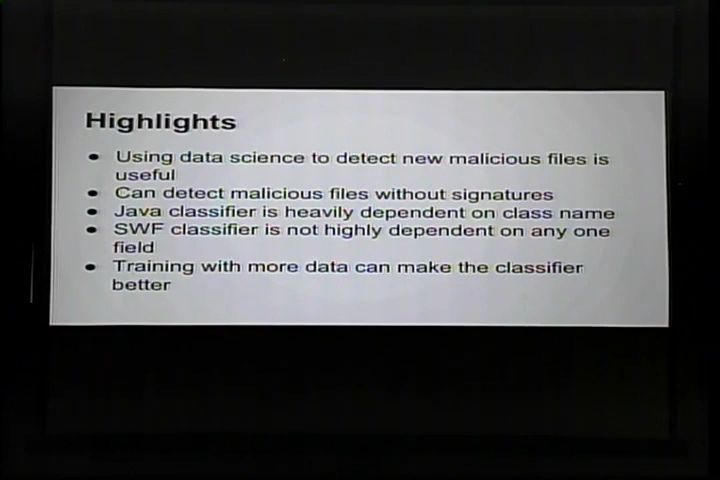 Highlights
● Using data science to detect new malicious files is
useful
● Can detect malicious files without signatures
● Java classifier is heavily dependent on class name
● SWF classifier is not highly dependent on any one
field
● Training with more data can make the classifier
better